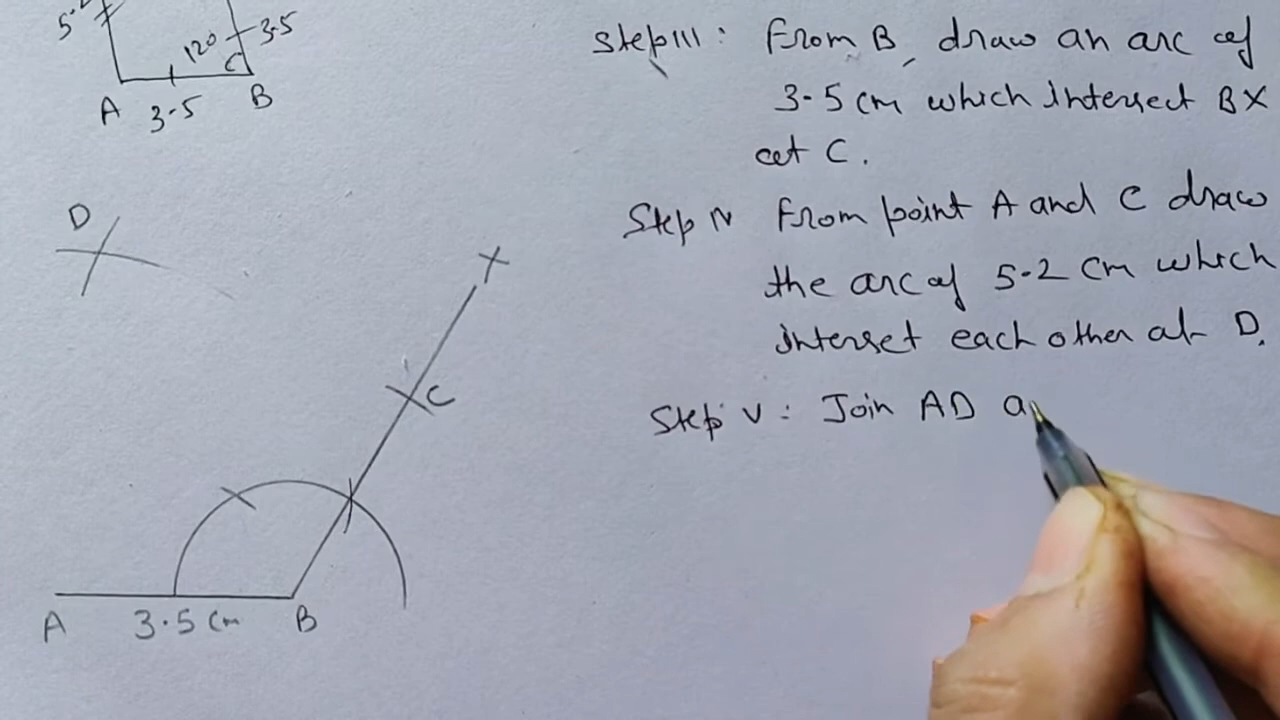 5.2
120
3.5
C
A
3.5
B
D
X
C
A
3.5 cm
B
Step III : From B, draw an arc of
3.5 cm which intersect BX
at C.
Step IV From point A and C draw
the arc of 5.2 cm which
interset each other at D.
Step V : Join AD a